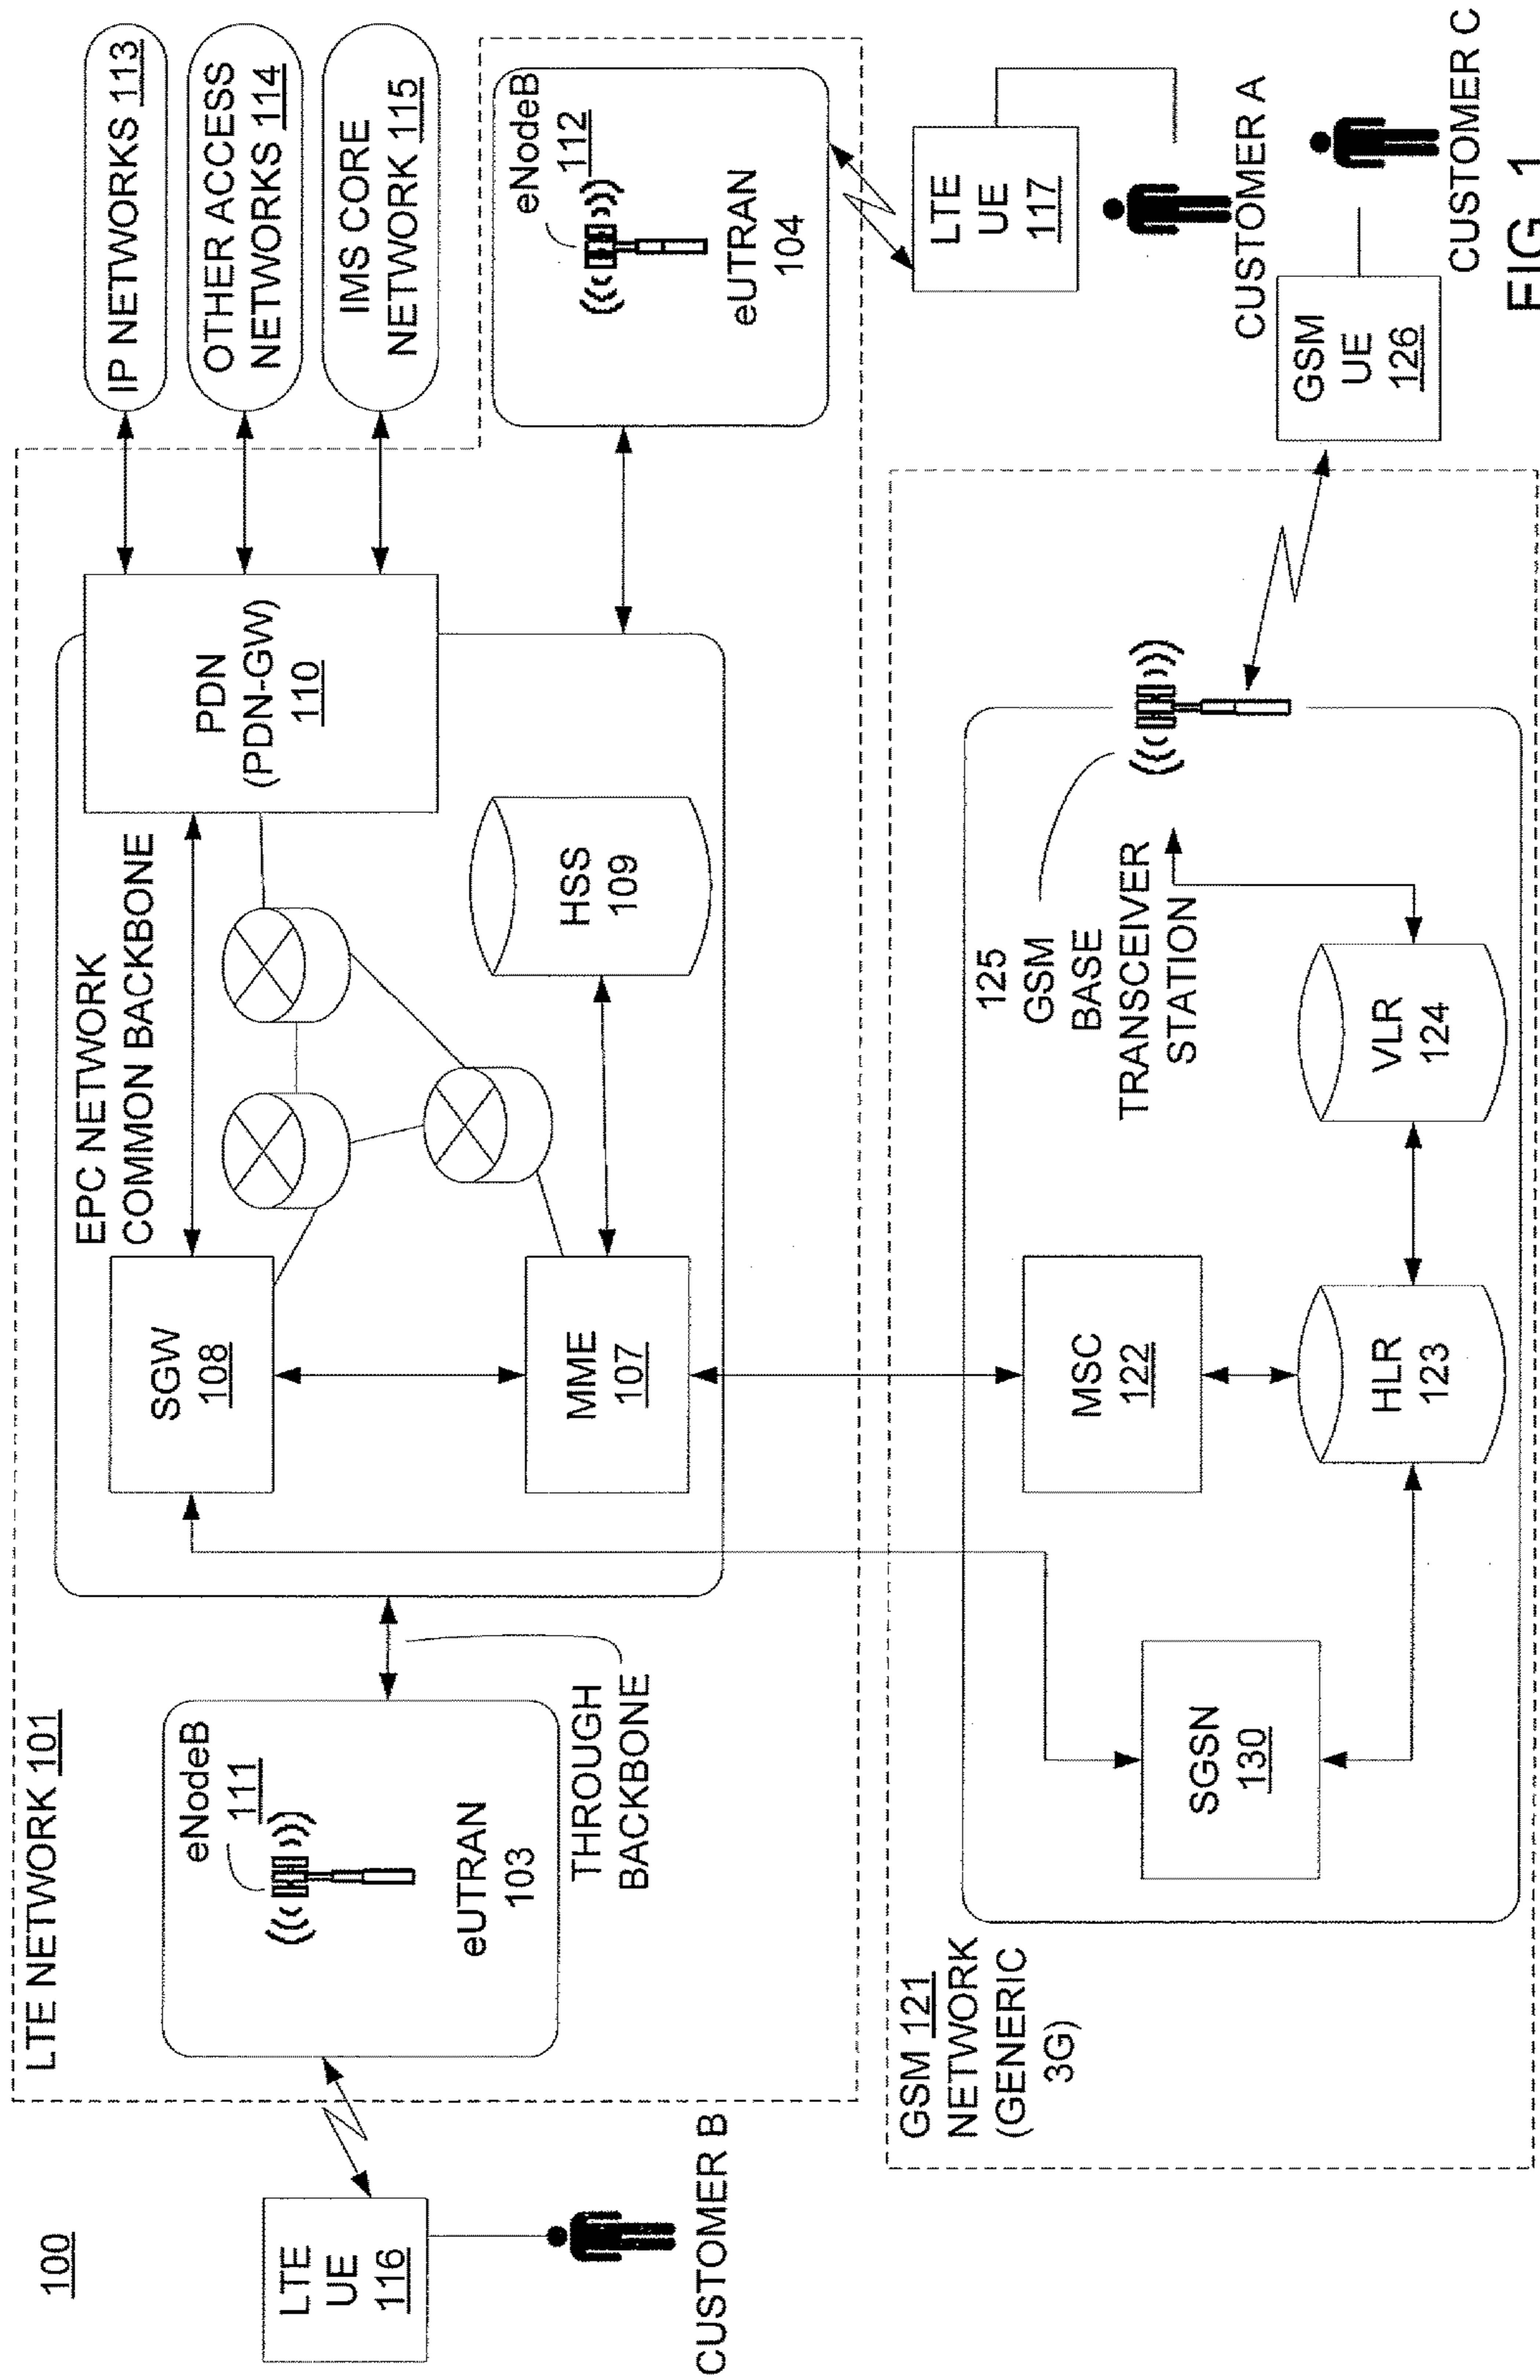 100
LTE NETWORK 101
IP NETWORKS 113
OTHER ACCESS
NETWORKS 114
IMS CORE
NETWORK 115
EPC NETWORK
COMMON BACKBONE
PDN
(PDN-GW)
110
SGW
108
MME
107
HSS
109
eNodeB
111
eUTRAN
103
THROUGH
BACKBONE
eNodeB
112
eUTRAN
104
LTE
UE
116
CUSTOMER B
LTE
UE
117
CUSTOMER A
GSM 121
NETWORK
(GENERIC
3G)
MSC
122
SGSN
130
HLR
123
VLR
124
125
GSM
BASE
TRANSCEIVER
STATION
GSM
UE
126
CUSTOMER C
FIG. 1